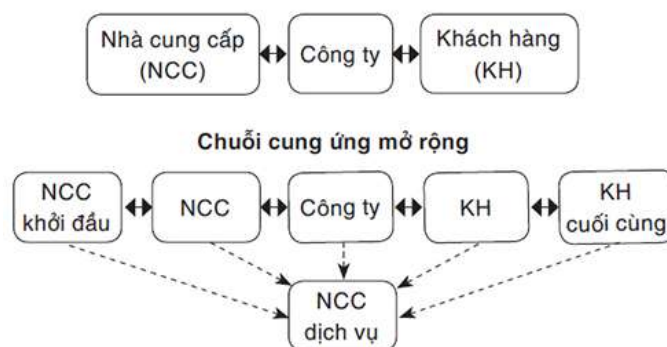 Nhà cung cấp
(NCC)
Công ty
Khách hàng
(KH)
Chuỗi cung ứng mở rộng
NCC
khởi đầu
NCC
Công ty
KH
KH
cuối cùng
NCC
dịch vụ